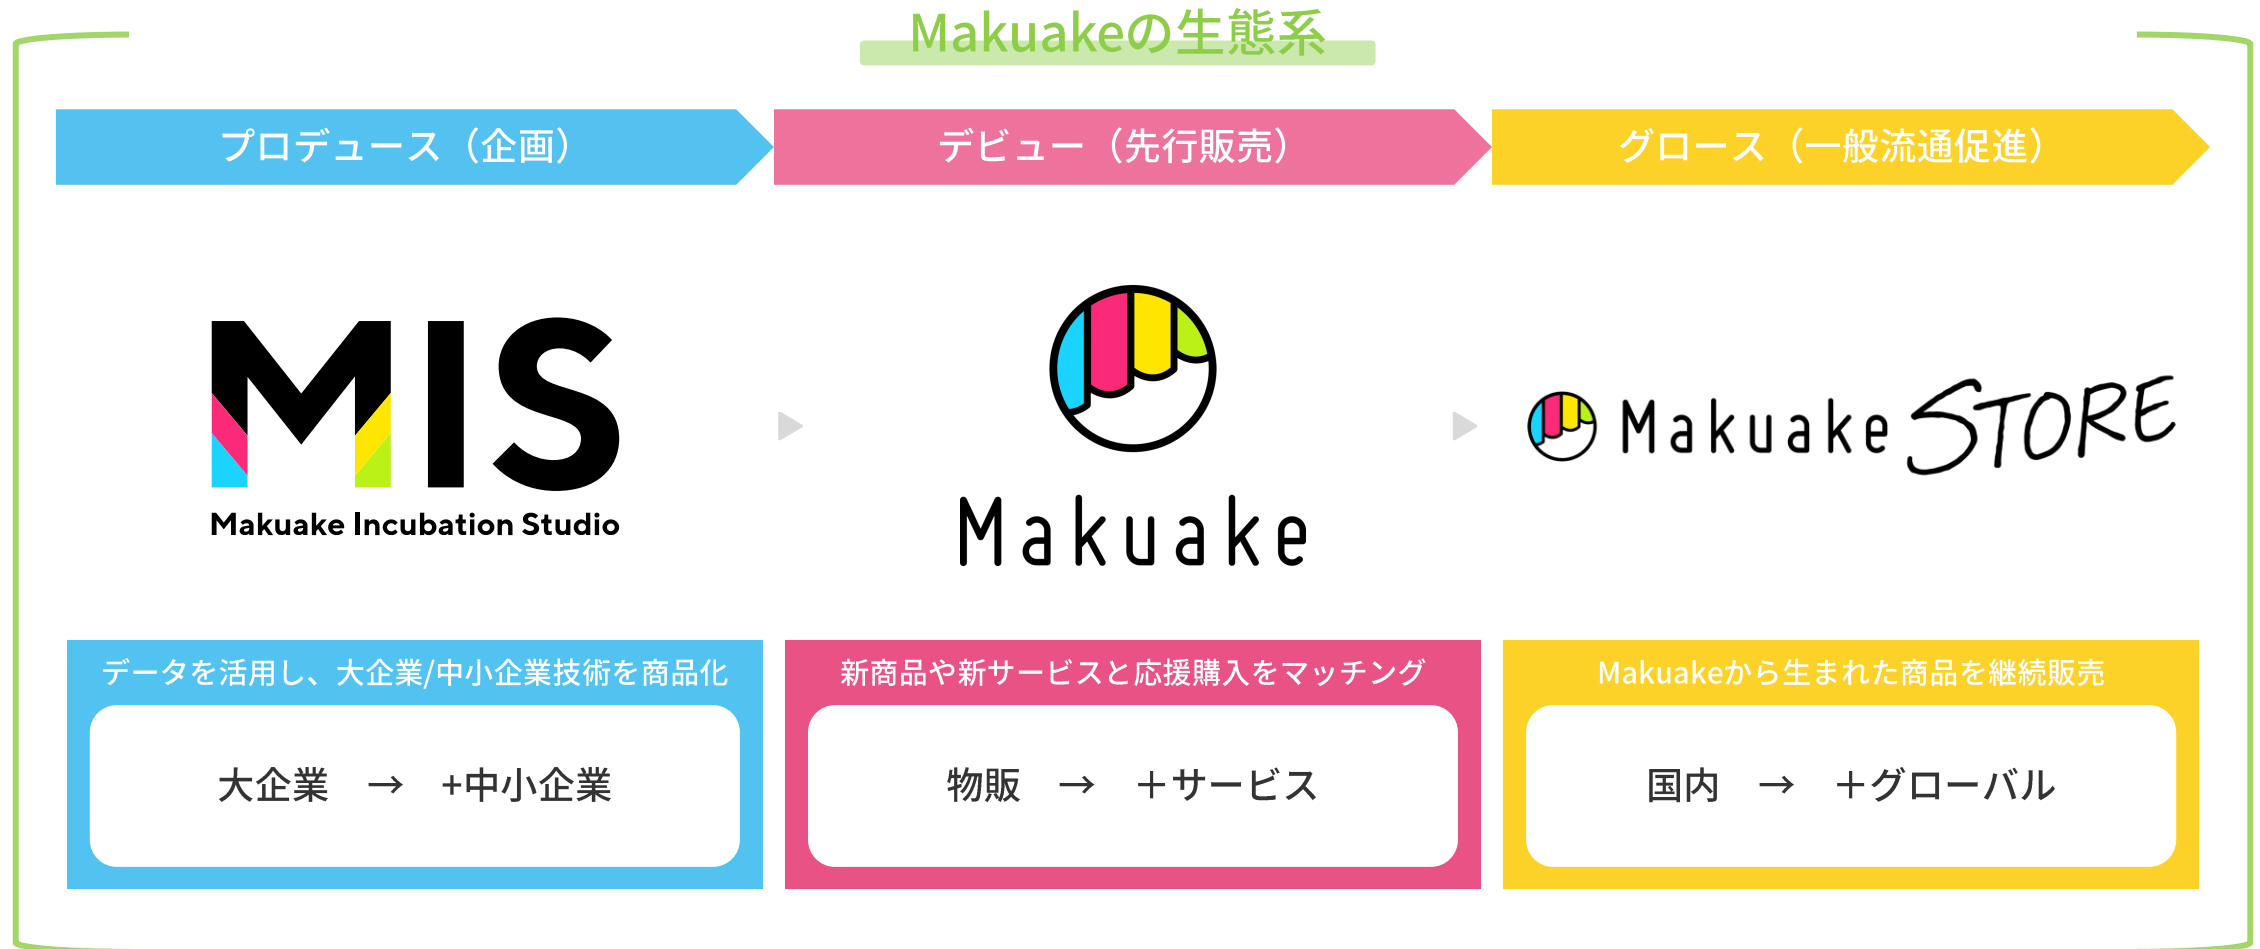 Makuakeの生態系
プロデュース（企画）
デビュー（先行販売）
グロース（一般流通促進）
MIS
Makuake Incubation Studio
Makuake
Makuake STORE
データを活用し、大企業/中小企業技術を商品化
大企業　→　+中小企業
新商品や新サービスと応援購入をマッチング
物販　→　＋サービス
Makuakeから生まれた商品を継続販売
国内　→　＋グローバル